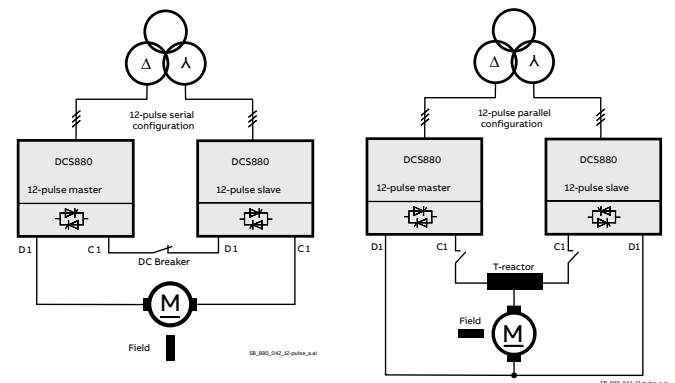 Δ
Y
12-pulse serial
configuration
DCS880
12-pulse master
DCS880
12-pulse slave
D1
C1
D1
C1
DC Breaker
M
Field
SB_880_042_12-pulse_a.ai
Δ
Y
12-pulse parallel
configuration
DCS880
12-pulse master
DCS880
12-pulse slave
D1
C1
C1
D1
T-reactor
Field
M